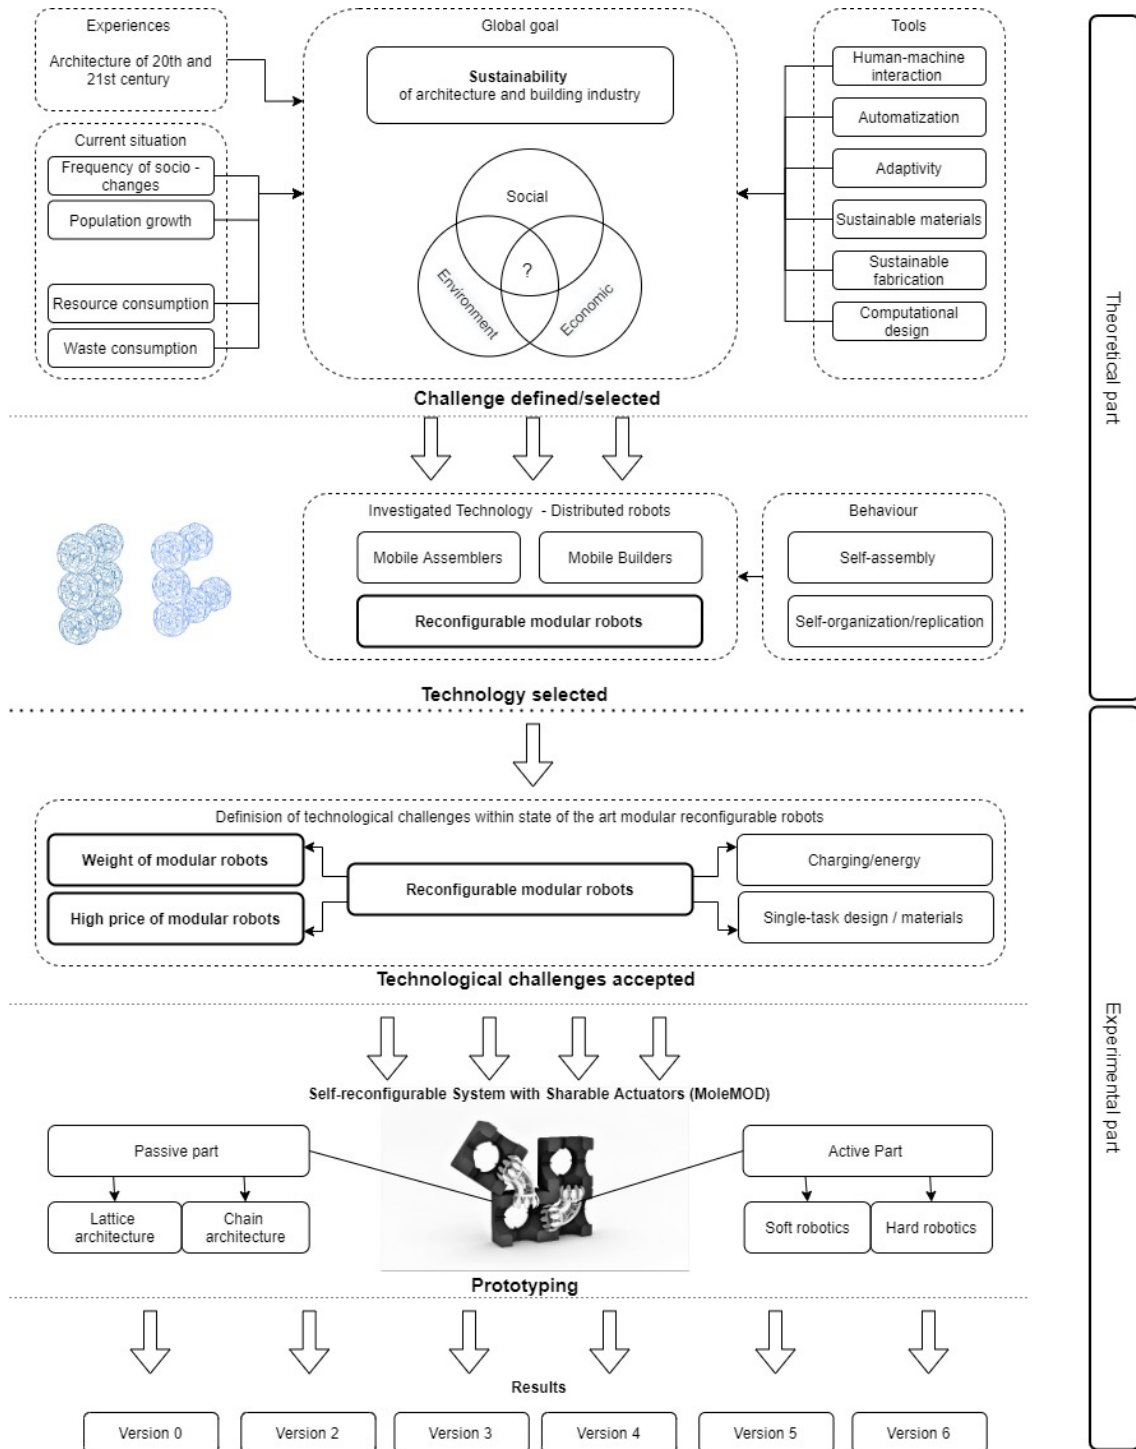 Experiences
Architecture of 20th and
21st century
Global goal
Sustainability
of architecture and building industry
Tools
Human-machine
interaction
Automatization
Adaptivity
Sustainable materials
Sustainable
fabrication
Computational
design
Current situation
Frequency of socio -
changes
Population growth
Resource consumption
Waste consumption
Social
?
Environment
Economic
Challenge defined/selected
Theoretical part
Investigated Technology - Distributed robots
Mobile Assemblers
Mobile Builders
Reconfigurable modular robots
Behaviour
Self-assembly
Self-organization/replication
Technology selected
Definision of technological challenges within state of the art modular reconfigurable robots
Weight of modular robots
High price of modular robots
Reconfigurable modular robots
Charging/energy
Single-task design / materials
Technological challenges accepted
Experimental part
Self-reconfigurable System with Sharable Actuators (MoleMOD)
Passive part
Lattice
architecture
Chain
architecture
Active Part
Soft robotics
Hard robotics
Prototyping
Results
Version 0
Version 2
Version 3
Version 4
Version 5
Version 6